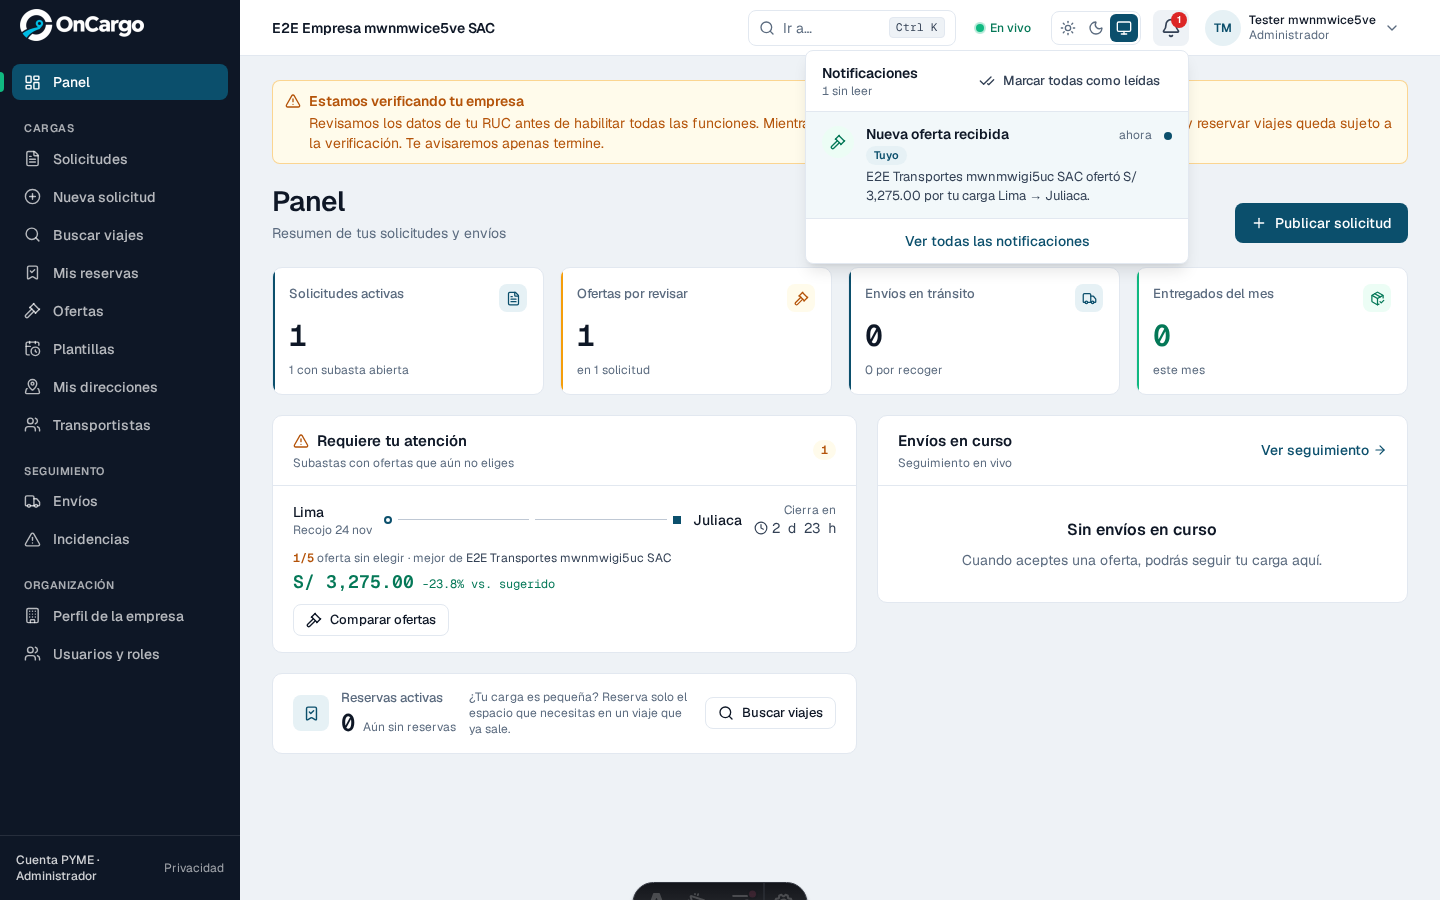 OnCargo
E2E Empresa mwnmwice5ve SAC
Ir a...
Ctrl K
En vivo
1
TM
Tester mwnmwice5ve
Administrador
Panel
CARGAS
Solicitudes
Nueva solicitud
Buscar viajes
Mis reservas
Ofertas
Plantillas
Mis direcciones
Transportistas
SEGUIMIENTO
Envíos
Incidencias
ORGANIZACIÓN
Perfil de la empresa
Usuarios y roles
Cuenta PYME ·
Administrador
Privacidad
Notificaciones
1 sin leer
Marcar todas como leídas
Nueva oferta recibida
ahora
Tuyo
E2E Transportes mwnmwigi5uc SAC ofertó S/
3,275.00 por tu carga Lima → Juliaca.
Ver todas las notificaciones
Estamos verificando tu empresa
Revisamos los datos de tu RUC antes de habilitar todas las funciones. y reservar viajes queda sujeto a
la verificación. Te avisaremos apenas termine.
Panel
Resumen de tus solicitudes y envíos
Publicar solicitud
Solicitudes activas
1
1 con subasta abierta
Ofertas por revisar
1
en 1 solicitud
Envíos en tránsito
0
0 por recoger
Entregados del mes
0
este mes
Requiere tu atención
Subastas con ofertas que aún no eliges
1
Lima
Recojo 24 nov
Juliaca
Cierra en
2 d 23 h
1/5 oferta sin elegir · mejor de E2E Transportes mwnmwigi5uc SAC
S/ 3,275.00 -23.8% vs. sugerido
Comparar ofertas
Envíos en curso
Seguimiento en vivo
Ver seguimiento
Sin envíos en curso
Cuando aceptes una oferta, podrás seguir tu carga aquí.
Reservas activas
0 Aún sin reservas
¿Tu carga es pequeña? Reserva solo el
espacio que necesitas en un viaje que
ya sale.
Buscar viajes